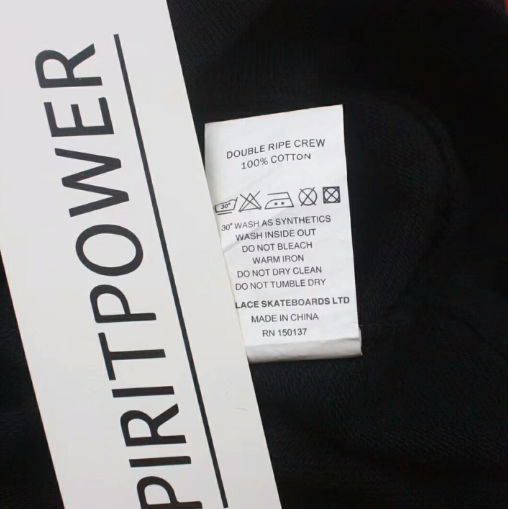 PIRITPOWER
DOUBLE RIPE CREW
100% COTTON
30°
30° WASH AS SYNTHETICS
WASH INSIDE OUT
DO NOT BLEACH
WARM IRON
DO NOT DRY CLEAN
DO NOT TUMBLE DRY
LACE SKATEBOARDS LTD
MADE IN CHINA
RN 150137